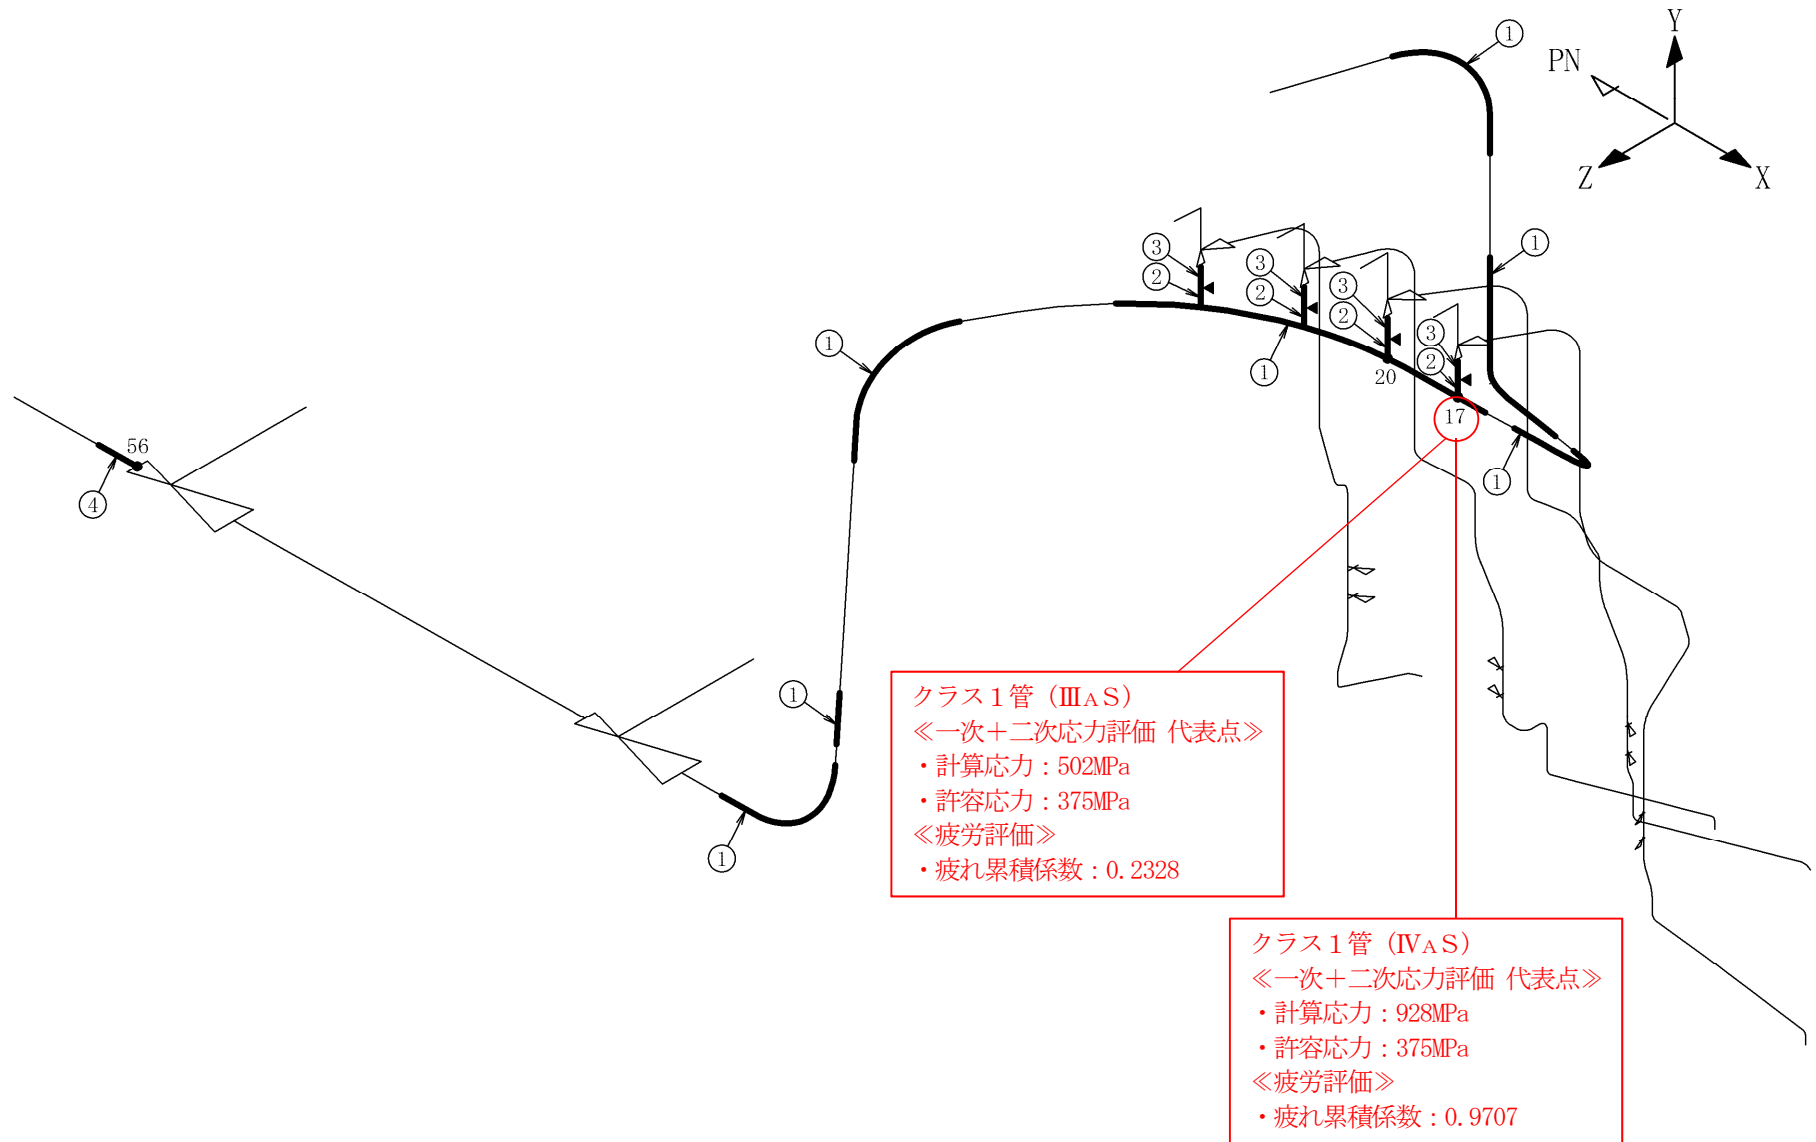 ①
Y
PN
Z
X
①
③
②
③
②
③
②
③
②
①
①
20
17
①
56
④
①
①
クラス１管（ⅢAＳ）
≪一次＋二次応力評価 代表点≫
・計算応力：502MPa
・許容応力：375MPa
≪疲労評価≫
・疲れ累積係数：0.2328
①
クラス１管（ⅣAＳ）
≪一次＋二次応力評価 代表点≫
・計算応力：928MPa
・許容応力：375MPa
≪疲労評価≫
・疲れ累積係数：0.9707